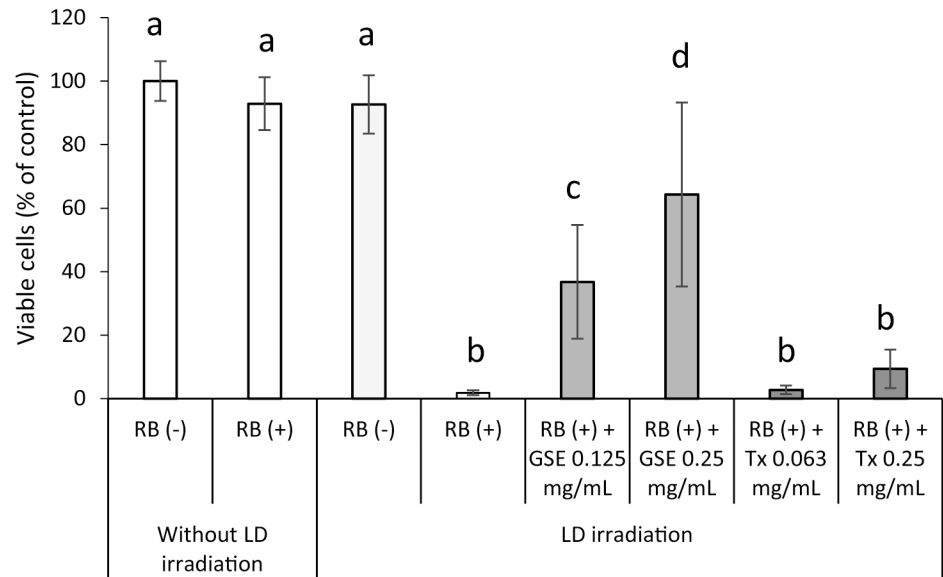 Viable cells (% of control)
120
100
80
60
40
20
0
a
a
a
b
c
d
b
b
RB (-)
RB (+)
RB (-)
RB (+)
RB (+) +
GSE 0.125
mg/mL
RB (+) +
GSE 0.25
mg/mL
RB (+) +
Tx 0.063
mg/mL
RB (+) +
Tx 0.25
mg/mL
Without LD
irradiation
LD irradiation